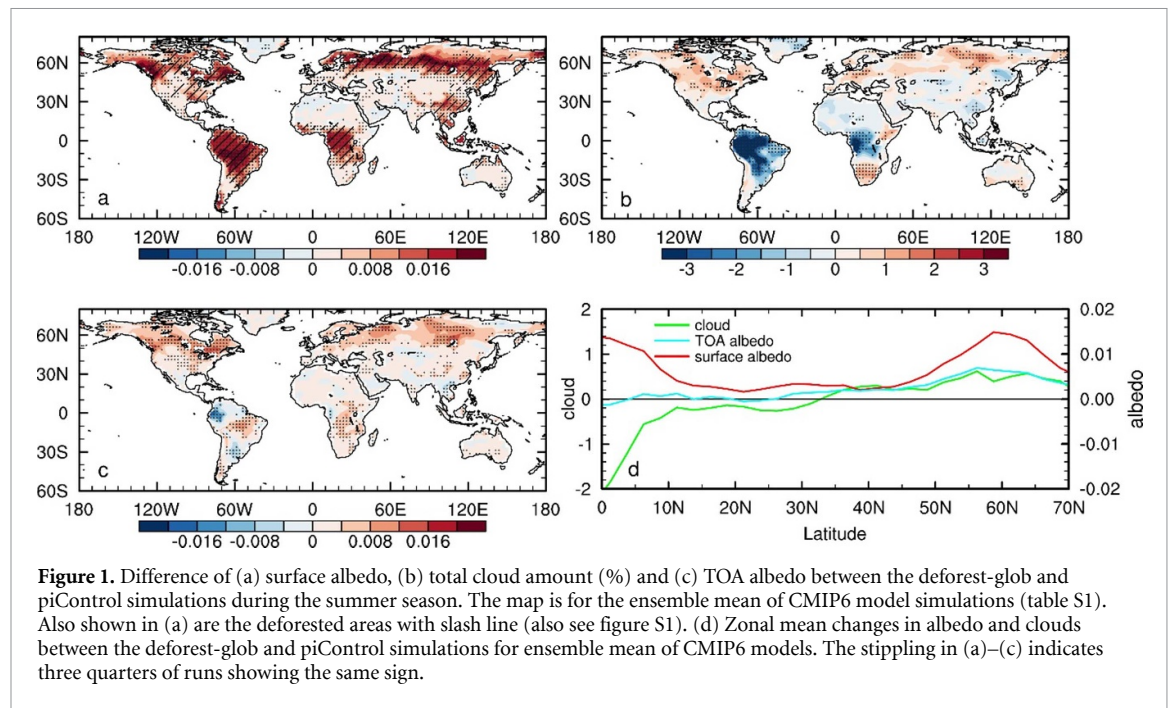 60N
30N
0
30S
60S
a
180 120W 60W 0 60E 120E 180
-0.016 -0.008 0 0.008 0.016
60N
30N
0
30S
60S
b
180 120W 60W 0 60E 120E 180
-3 -2 -1 0 1 2 3
60N
30N
0
30S
60S
c
180 120W 60W 0 60E 120E 180
-0.016 -0.008 0 0.008 0.016
2
1
0
-1
-2
cloud
cloud
TOA albedo
surface albedo
d
0.02
0.01
0.00
-0.01
-0.02
albedo
0 10N 20N 30N 40N 50N 60N 70N
Latitude
Figure 1. Difference of (a) surface albedo, (b) total cloud amount (%) and (c) TOA albedo between the deforest-glob and
piControl simulations during the summer season. The map is for the ensemble mean of CMIP6 model simulations (table S1).
Also shown in (a) are the deforested areas with slash line (also see figure S1). (d) Zonal mean changes in albedo and clouds
between the deforest-glob and piControl simulations for ensemble mean of CMIP6 models. The stippling in (a)–(c) indicates
three quarters of runs showing the same sign.